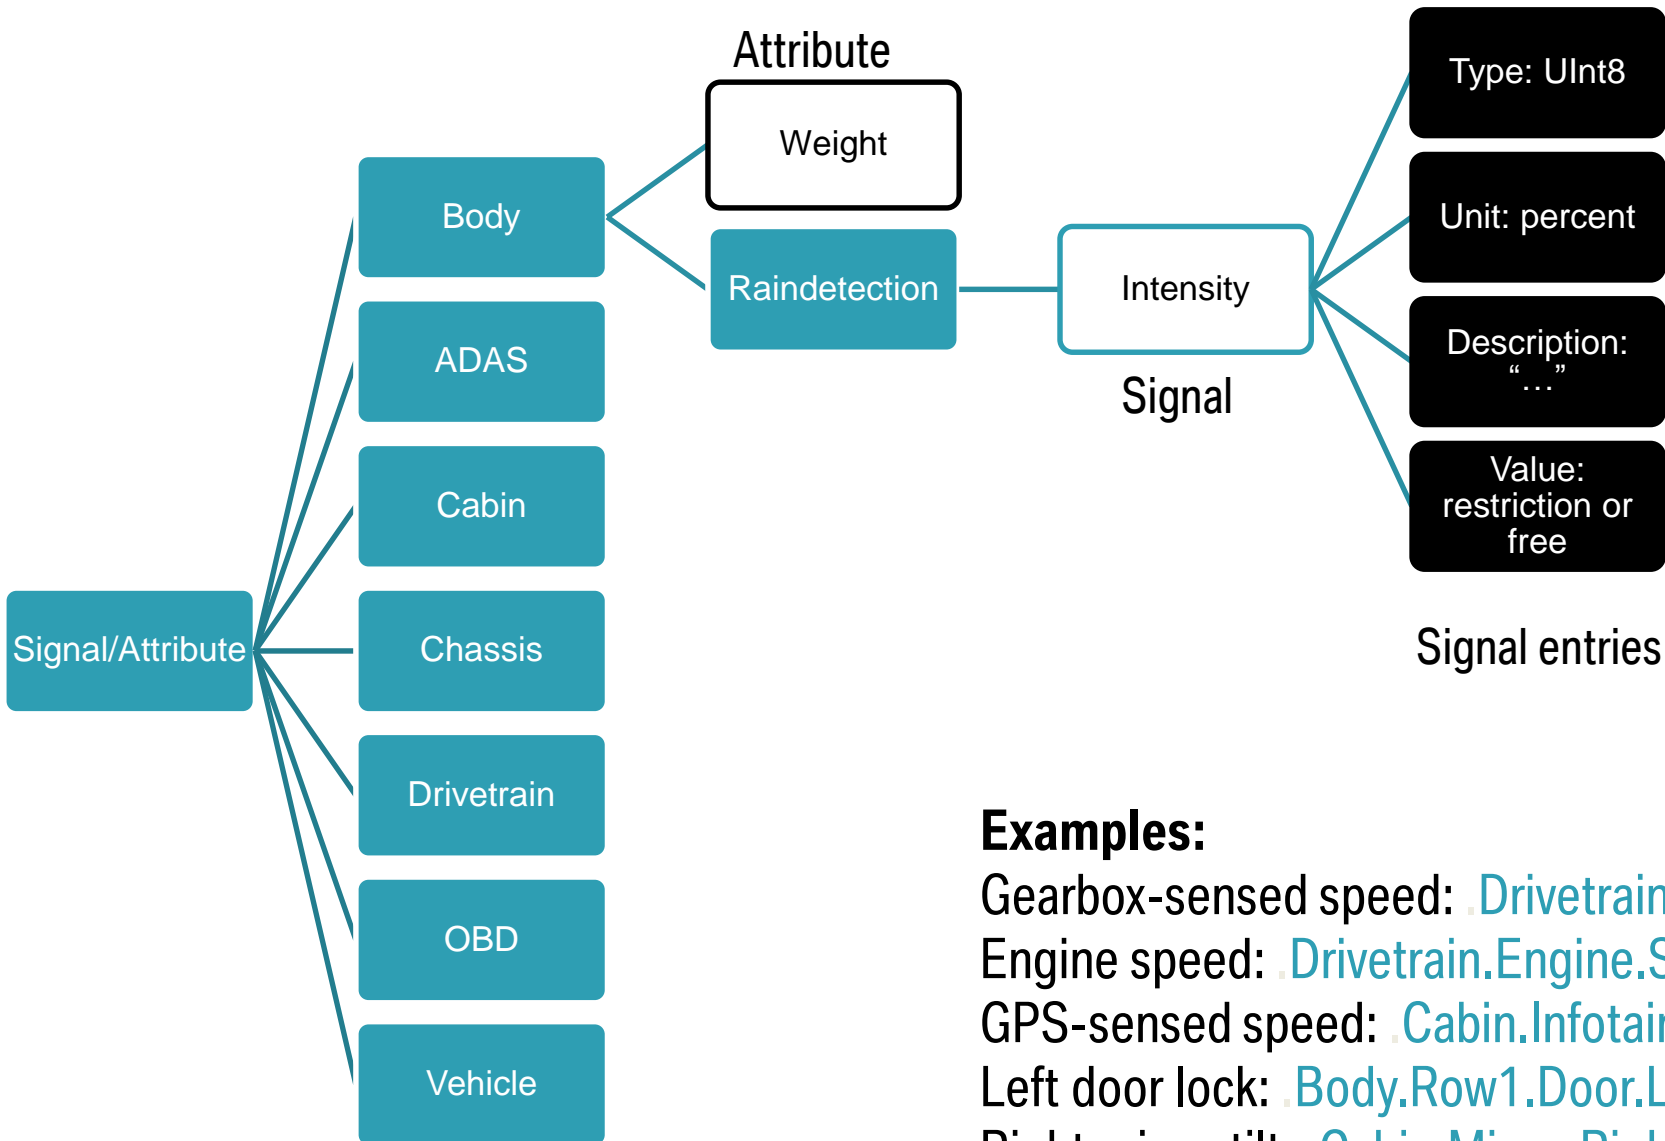 Attribute
Weight
Type: UInt8
Unit: percent
Description:
“…”
Value:
restriction or
free
Signal entries
Body
Raindetection
Intensity
Signal
ADAS
Cabin
Signal/Attribute
Chassis
Drivetrain
OBD
Vehicle
Examples:
Gearbox-sensed speed: .Drivetrain
Engine speed: .Drivetrain.Engine.S
GPS-sensed speed: .Cabin.Infotain
Left door lock: .Body.Row1.Door.L